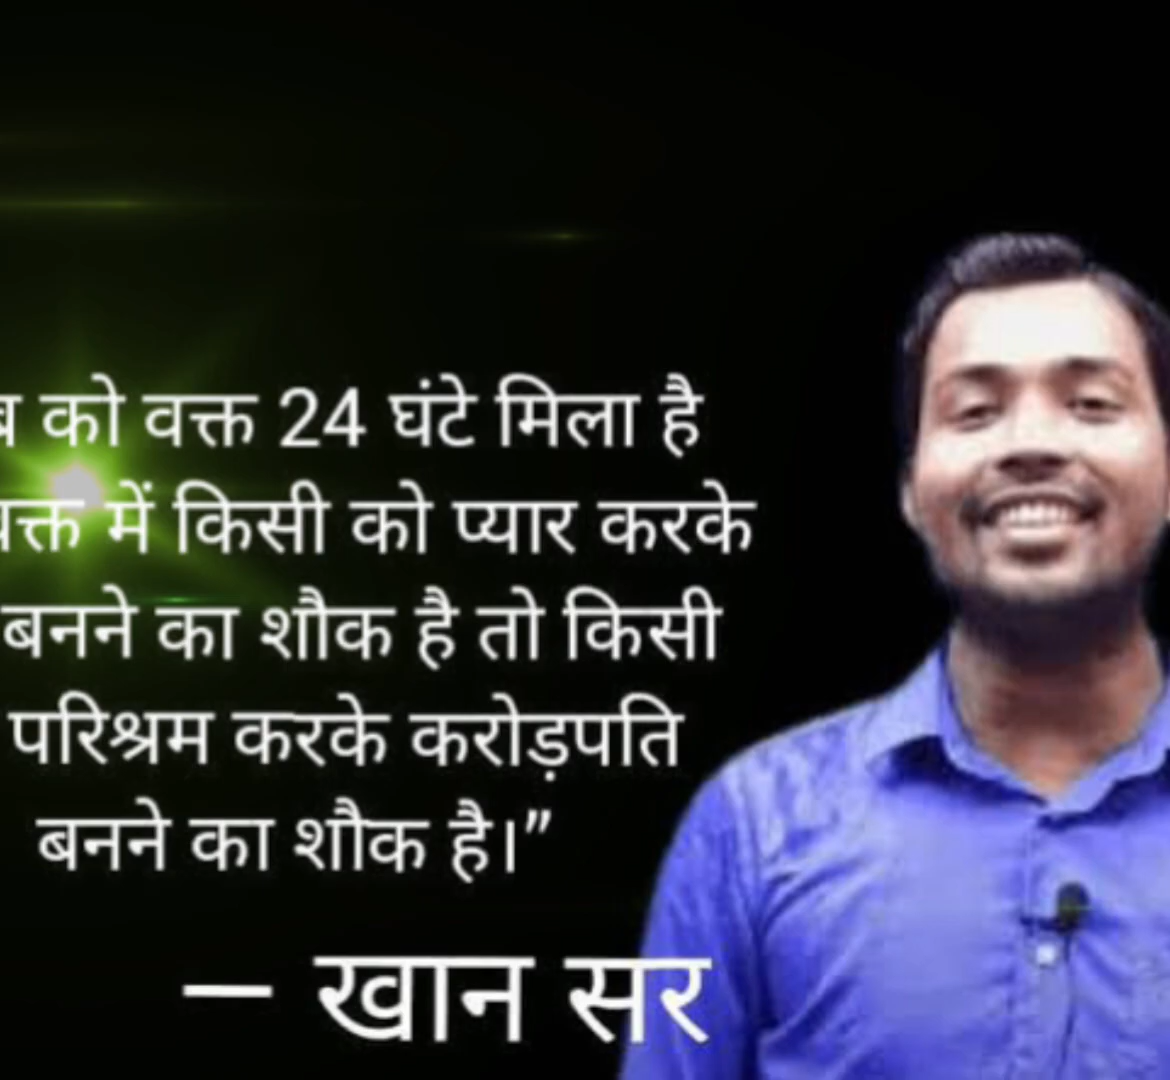 को वक्त 24 घंटे मिला है
में किसी को प्यार करके
बनने का शौक है तो किसी
परिश्रम करके करोड़पति
बनने का शौक है।”
– खान सर